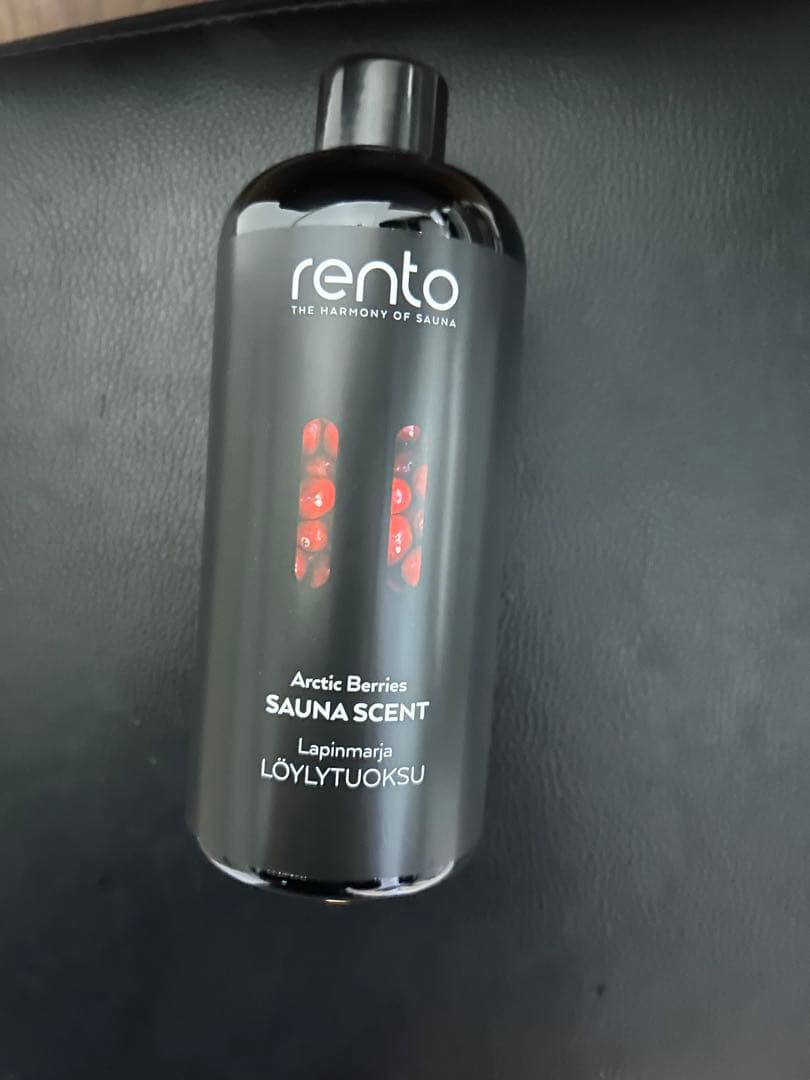 rento
THE HARMONY OF SAUNA
Arctic Berries
SAUNA SCENT
Lapinmarja
LÖYLYTUOKSU